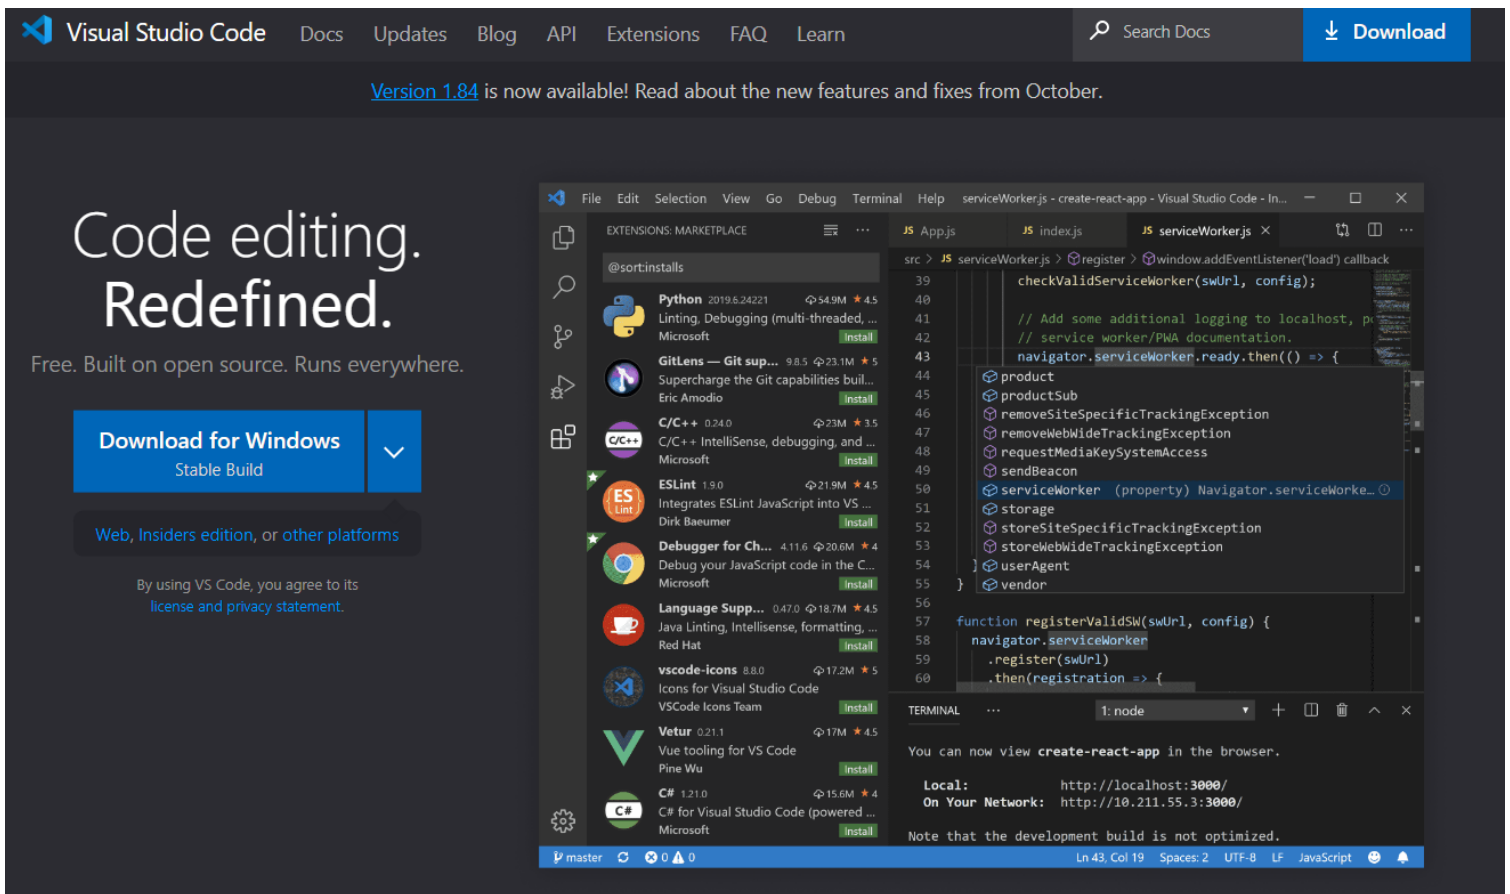 Visual Studio Code Docs Updates Blog API Extensions FAQ Learn Search Docs Download
Version 1.84 is now available! Read about the new features and fixes from October.
Code editing.
Redefined.
Free. Built on open source. Runs everywhere.
Download for Windows
Stable Build
Web, Insiders edition, or other platforms
By using VS Code, you agree to its
license and privacy statement.
File Edit Selection View Go Debug Terminal Help serviceWorker.js - create-react-app - Visual Studio Code - In...
EXTENSIONS: MARKETPLACE
@sort:installs
Python 2019.6.24221 54.9M ★ 4.5
Linting, Debugging (multi-threaded, ...
Microsoft Install
GitLens — Git sup... 9.8.5 23.1M ★ 5
Supercharge the Git capabilities buil...
Eric Amodio Install
C/C++
C/C++ 0.24.0 23M ★ 3.5
C/C++ IntelliSense, debugging, and ...
Microsoft Install
ES
Lint
ESLint 1.9.0 21.9M ★ 4.5
Integrates ESLint JavaScript into VS ...
Dirk Baeumer Install
Debugger for Ch... 4.11.6 20.6M ★ 4
Debug your JavaScript code in the C...
Microsoft Install
Language Supp... 0.47.0 18.7M ★ 4.5
Java Linting, Intellisense, formatting, ...
Red Hat Install
vscode-icons 8.8.0 17.2M ★ 5
Icons for Visual Studio Code
VSCode Icons Team Install
Vetur 0.21.1 17M ★ 4.5
Vue tooling for VS Code
Pine Wu Install
C#
C# 1.21.0 15.6M ★ 4
C# for Visual Studio Code (powered ...
Microsoft Install
JS App.js JS index.js JS serviceWorker.js
src > JS serviceWorker.js > register > window.addEventListener('load') callback
39 checkValidServiceWorker(swUrl, config);
40
41 // Add some additional logging to localhost, p
42 // service worker/PWA documentation.
43 navigator.serviceWorker.ready.then(() => {
44 product
45 productSub
46 removeSiteSpecificTrackingException
47 removeWebWideTrackingException
48 requestMediaKeySystemAccess
49 sendBeacon
50 serviceWorker (property) Navigator.serviceWorke...
51 storage
52 storeSiteSpecificTrackingException
53 storeWebWideTrackingException
54 } userAgent
55 } vendor
56
57 function registerValidSW(swUrl, config) {
58 navigator.serviceWorker
59 .register(swUrl)
60 .then(registration => {
TERMINAL ... 1: node
You can now view create-react-app in the browser.
Local: http://localhost:3000/
On Your Network: http://10.211.55.3:3000/
Note that the development build is not optimized.
master 0 0 Ln 43, Col 19 Spaces: 2 UTF-8 LF JavaScript